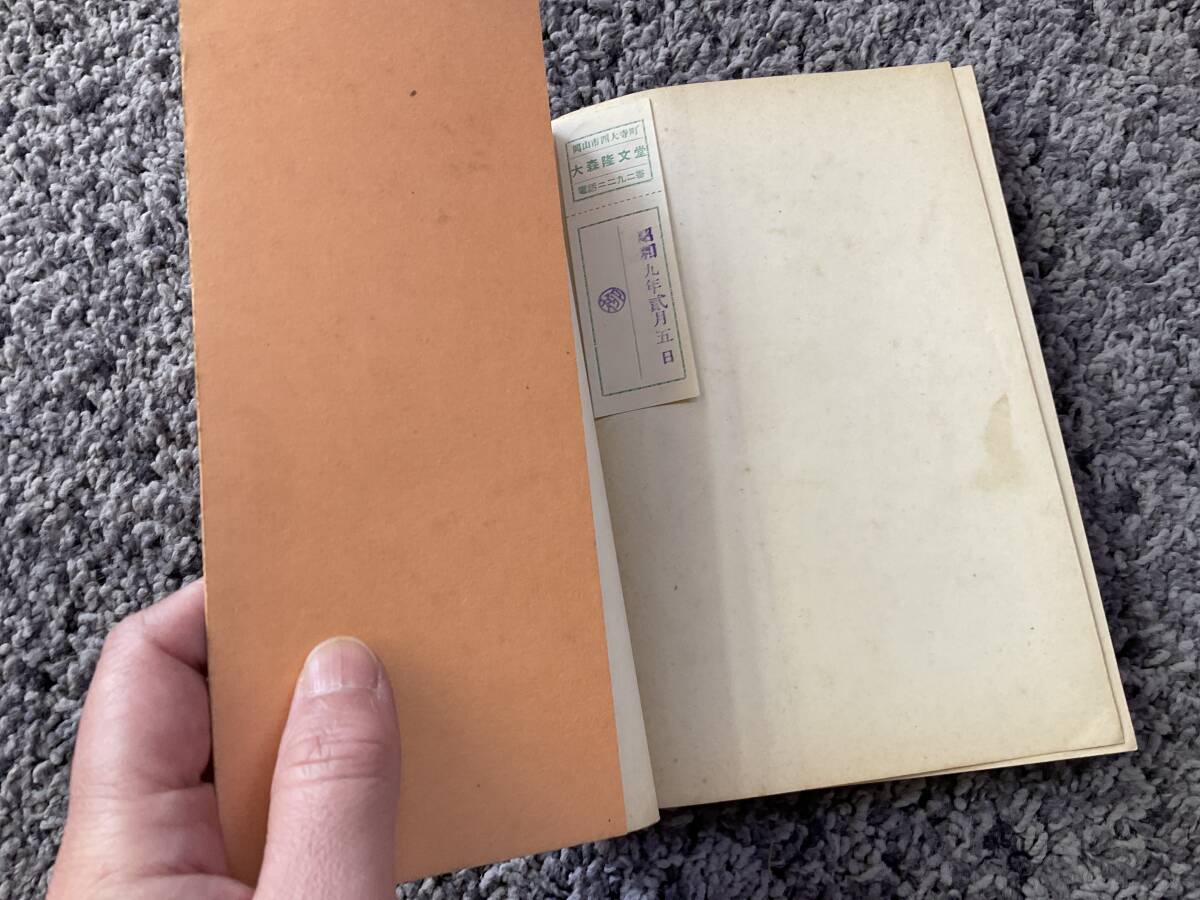 岡山市西大寺町
大森隆文堂
電話二二九二番
昭和九年貳月五日